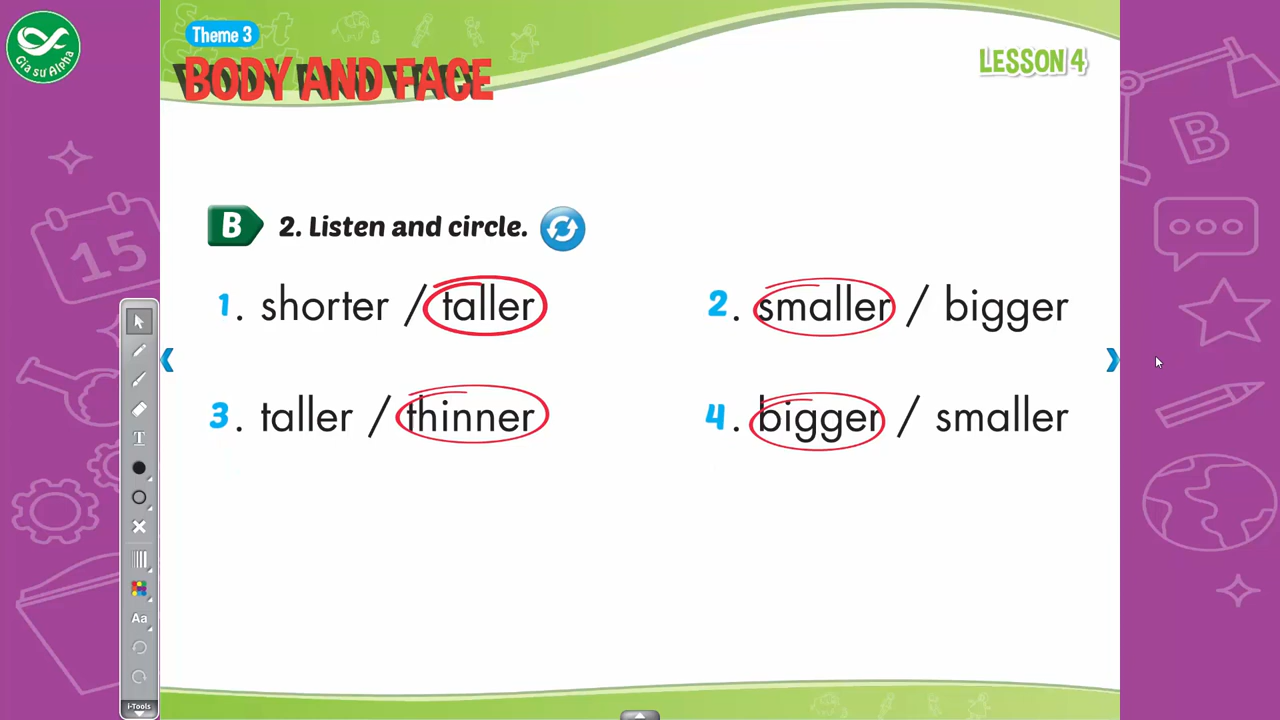 Gia sư Alpha
Theme 3
BODY AND FACE
LESSON 4
B 2. Listen and circle.
1. shorter / taller
2. smaller / bigger
3. taller / thinner
4. bigger / smaller
15
B
T
Aa
i-Tools